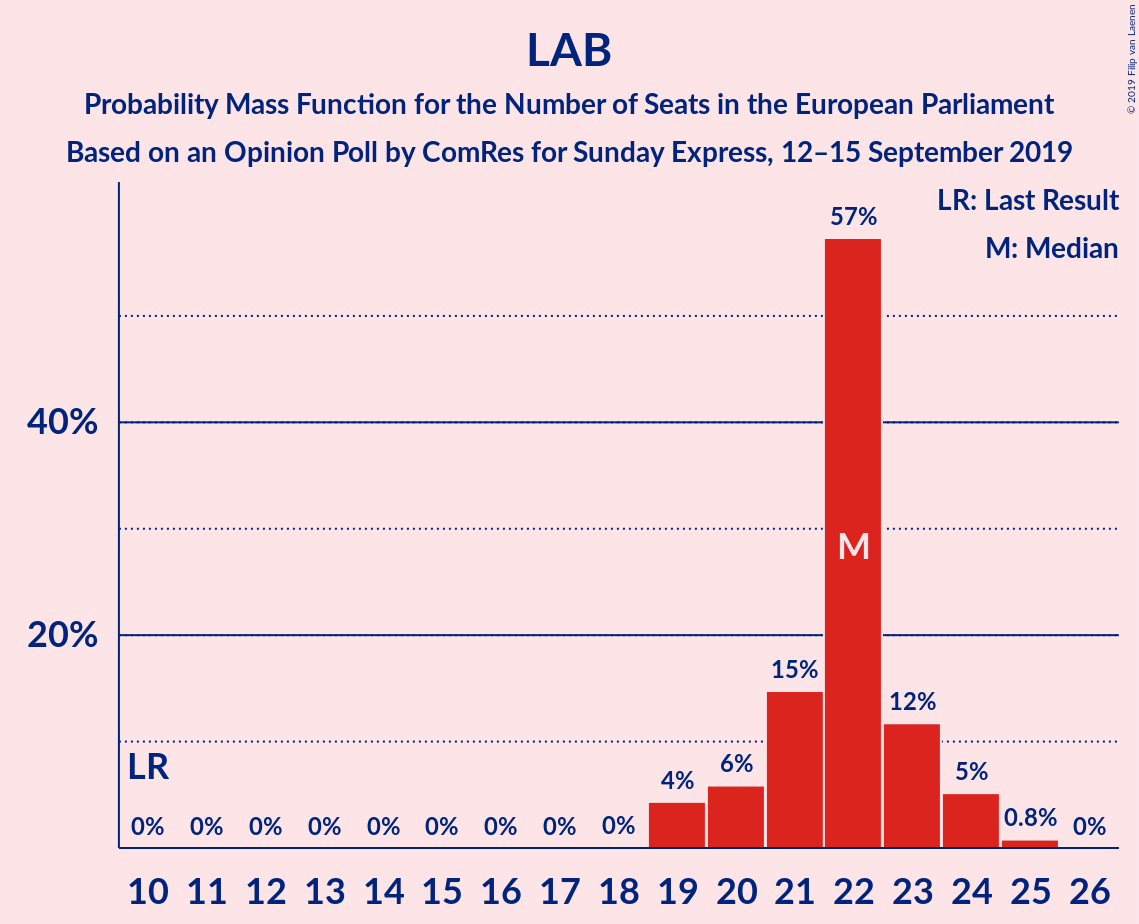 LAB
Probability Mass Function for the Number of Seats in the European Parliament
Based on an Opinion Poll by ComRes for Sunday Express, 12–15 September 2019
© 2019 Filip van Laenen
LR: Last Result
M: Median
57%
40%
M
20%
15%
12%
LR
4%
6%
5%
0%
0%
0%
0%
0%
0%
0%
0%
0%
0.8%
0%
10 11 12 13 14 15 16 17 18 19 20 21 22 23 24 25 26